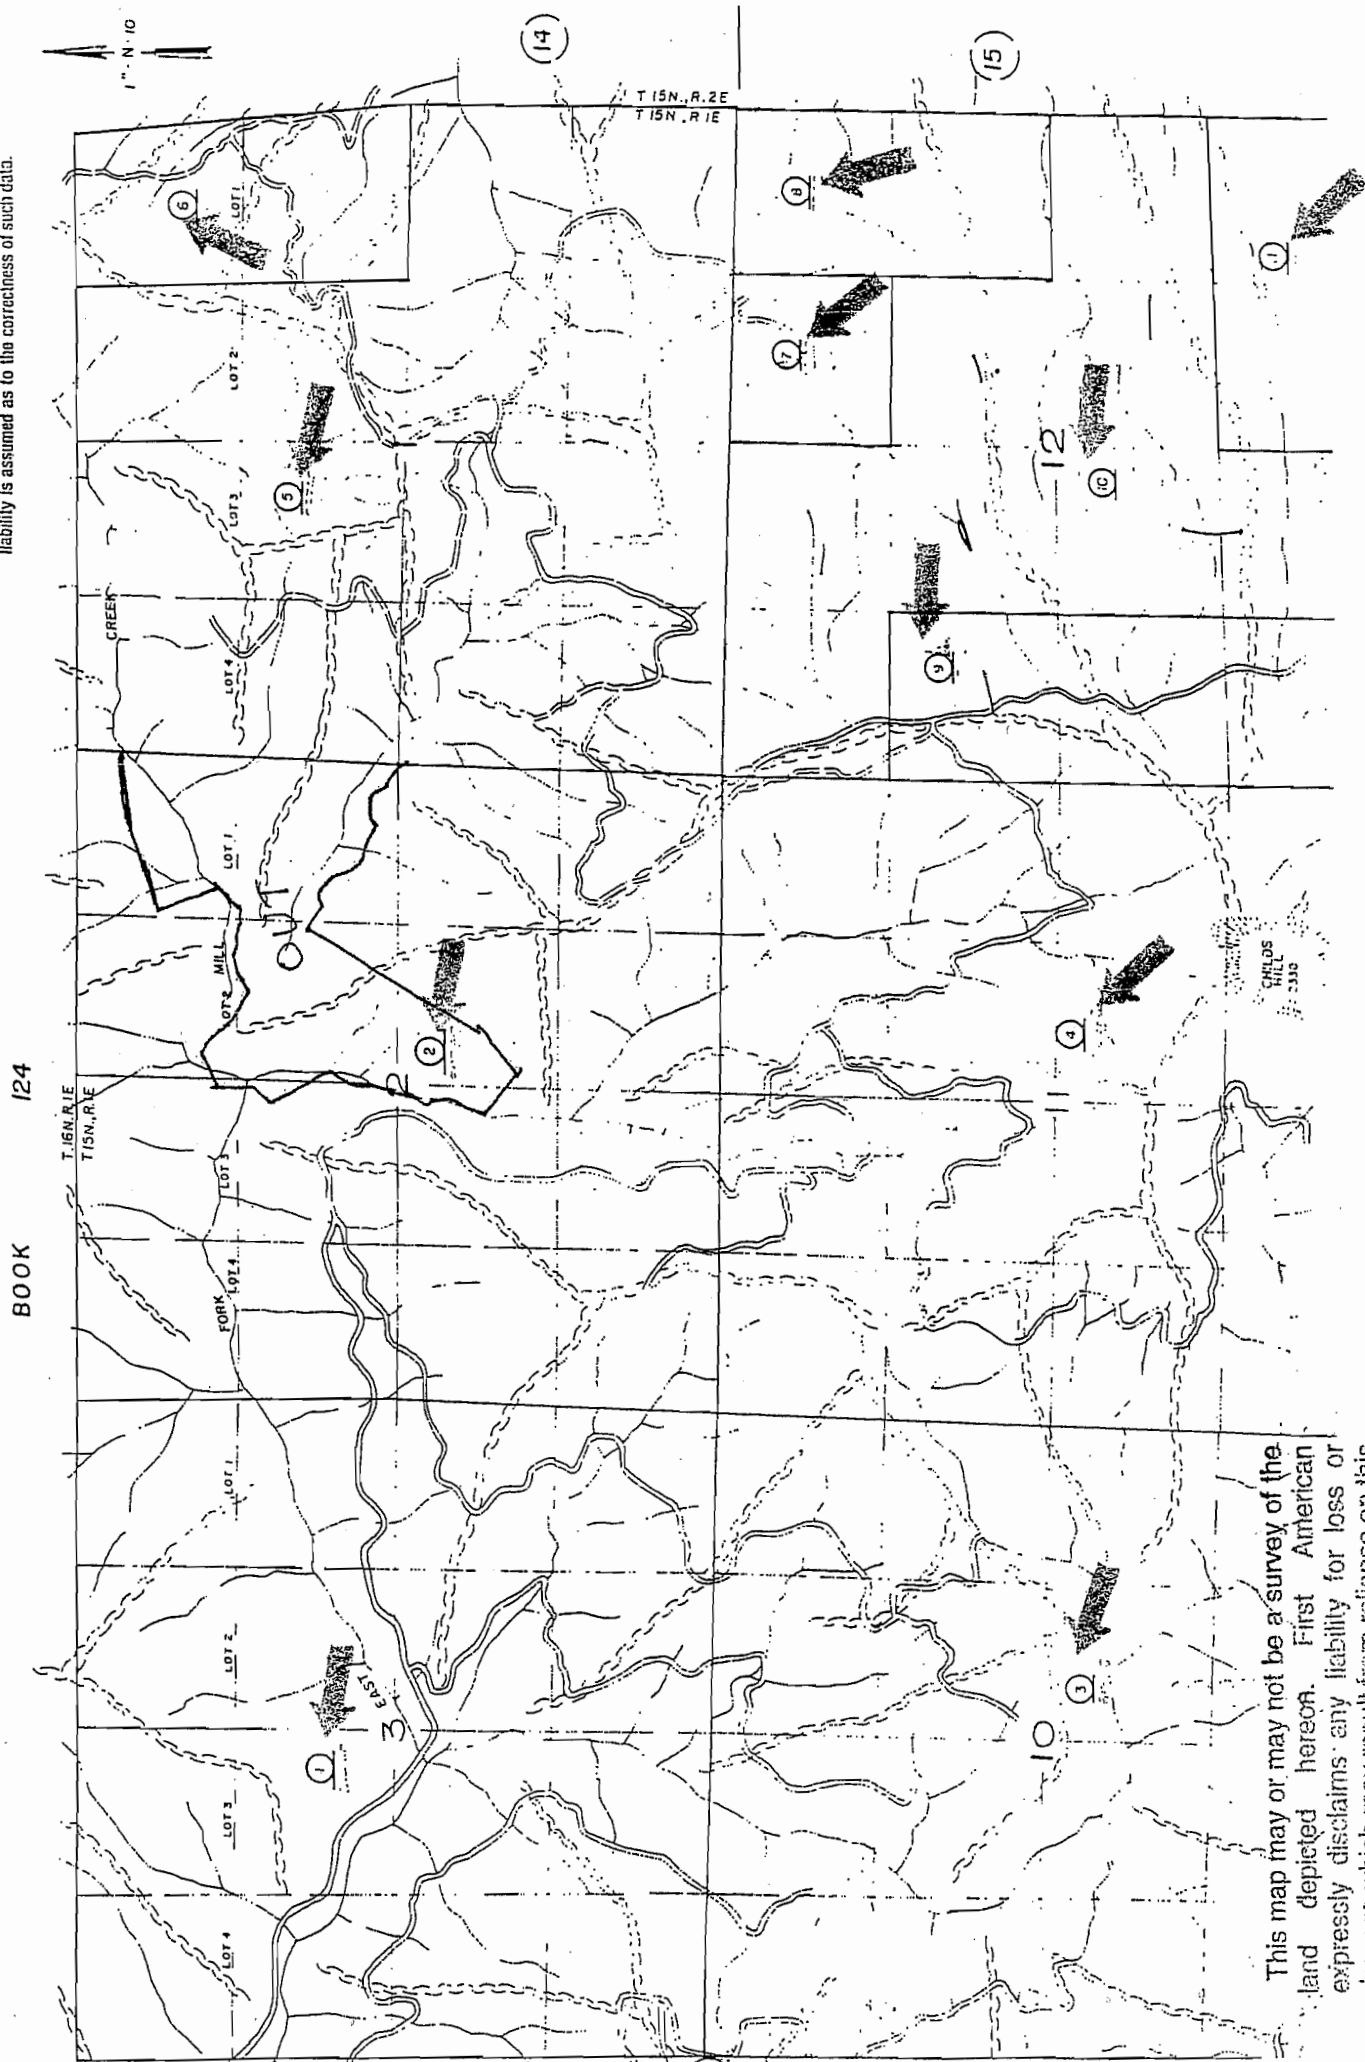 liability is assumed as to the correctness of such data.
BOOK 124
T.16N.,R.1E
T.15N.,R.1E
T 15N., R.2E
T 15N., R 1E
LOT 4
LOT 3
LOT 2
LOT 1
LOT 4
LOT 3
LOT 1
LOT 4
LOT 3
LOT 2
LOT 1
EAST
FORK
MILL
CREEK
1
2
3
4
5
6
7
8
9
3
2
10
11
12
(14)
(15)
CHILDS
HILL
2330
This map may or may not be a survey of the
land depicted hereon. First American
expressly disclaims any liability for loss or